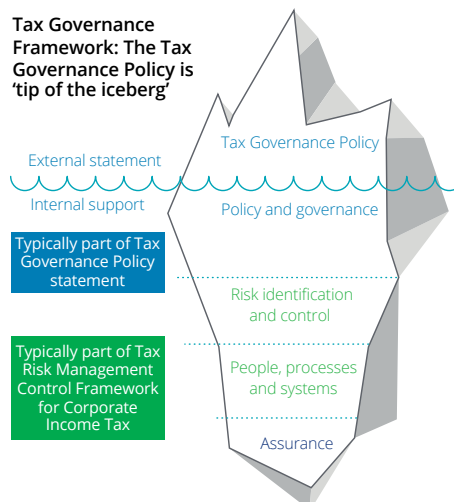 Tax Governance
Framework: The Tax
Governance Policy is
‘tip of the iceberg’
Tax Governance Policy
External statement
Internal support
Policy and governance
Typically part of Tax
Governance Policy
statement
Risk identification
and control
Typically part of Tax
Risk Management
Control Framework
for Corporate
Income Tax
People, processes
and systems
Assurance